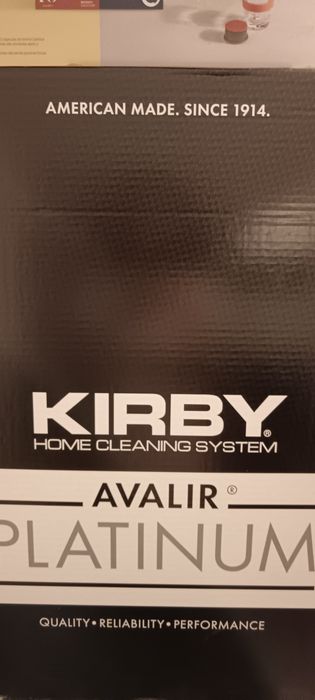 AMERICAN MADE. SINCE 1914.
KIRBY®
HOME CLEANING SYSTEM
AVALIR®
PLATINUM
QUALITY • RELIABILITY • PERFORMANCE